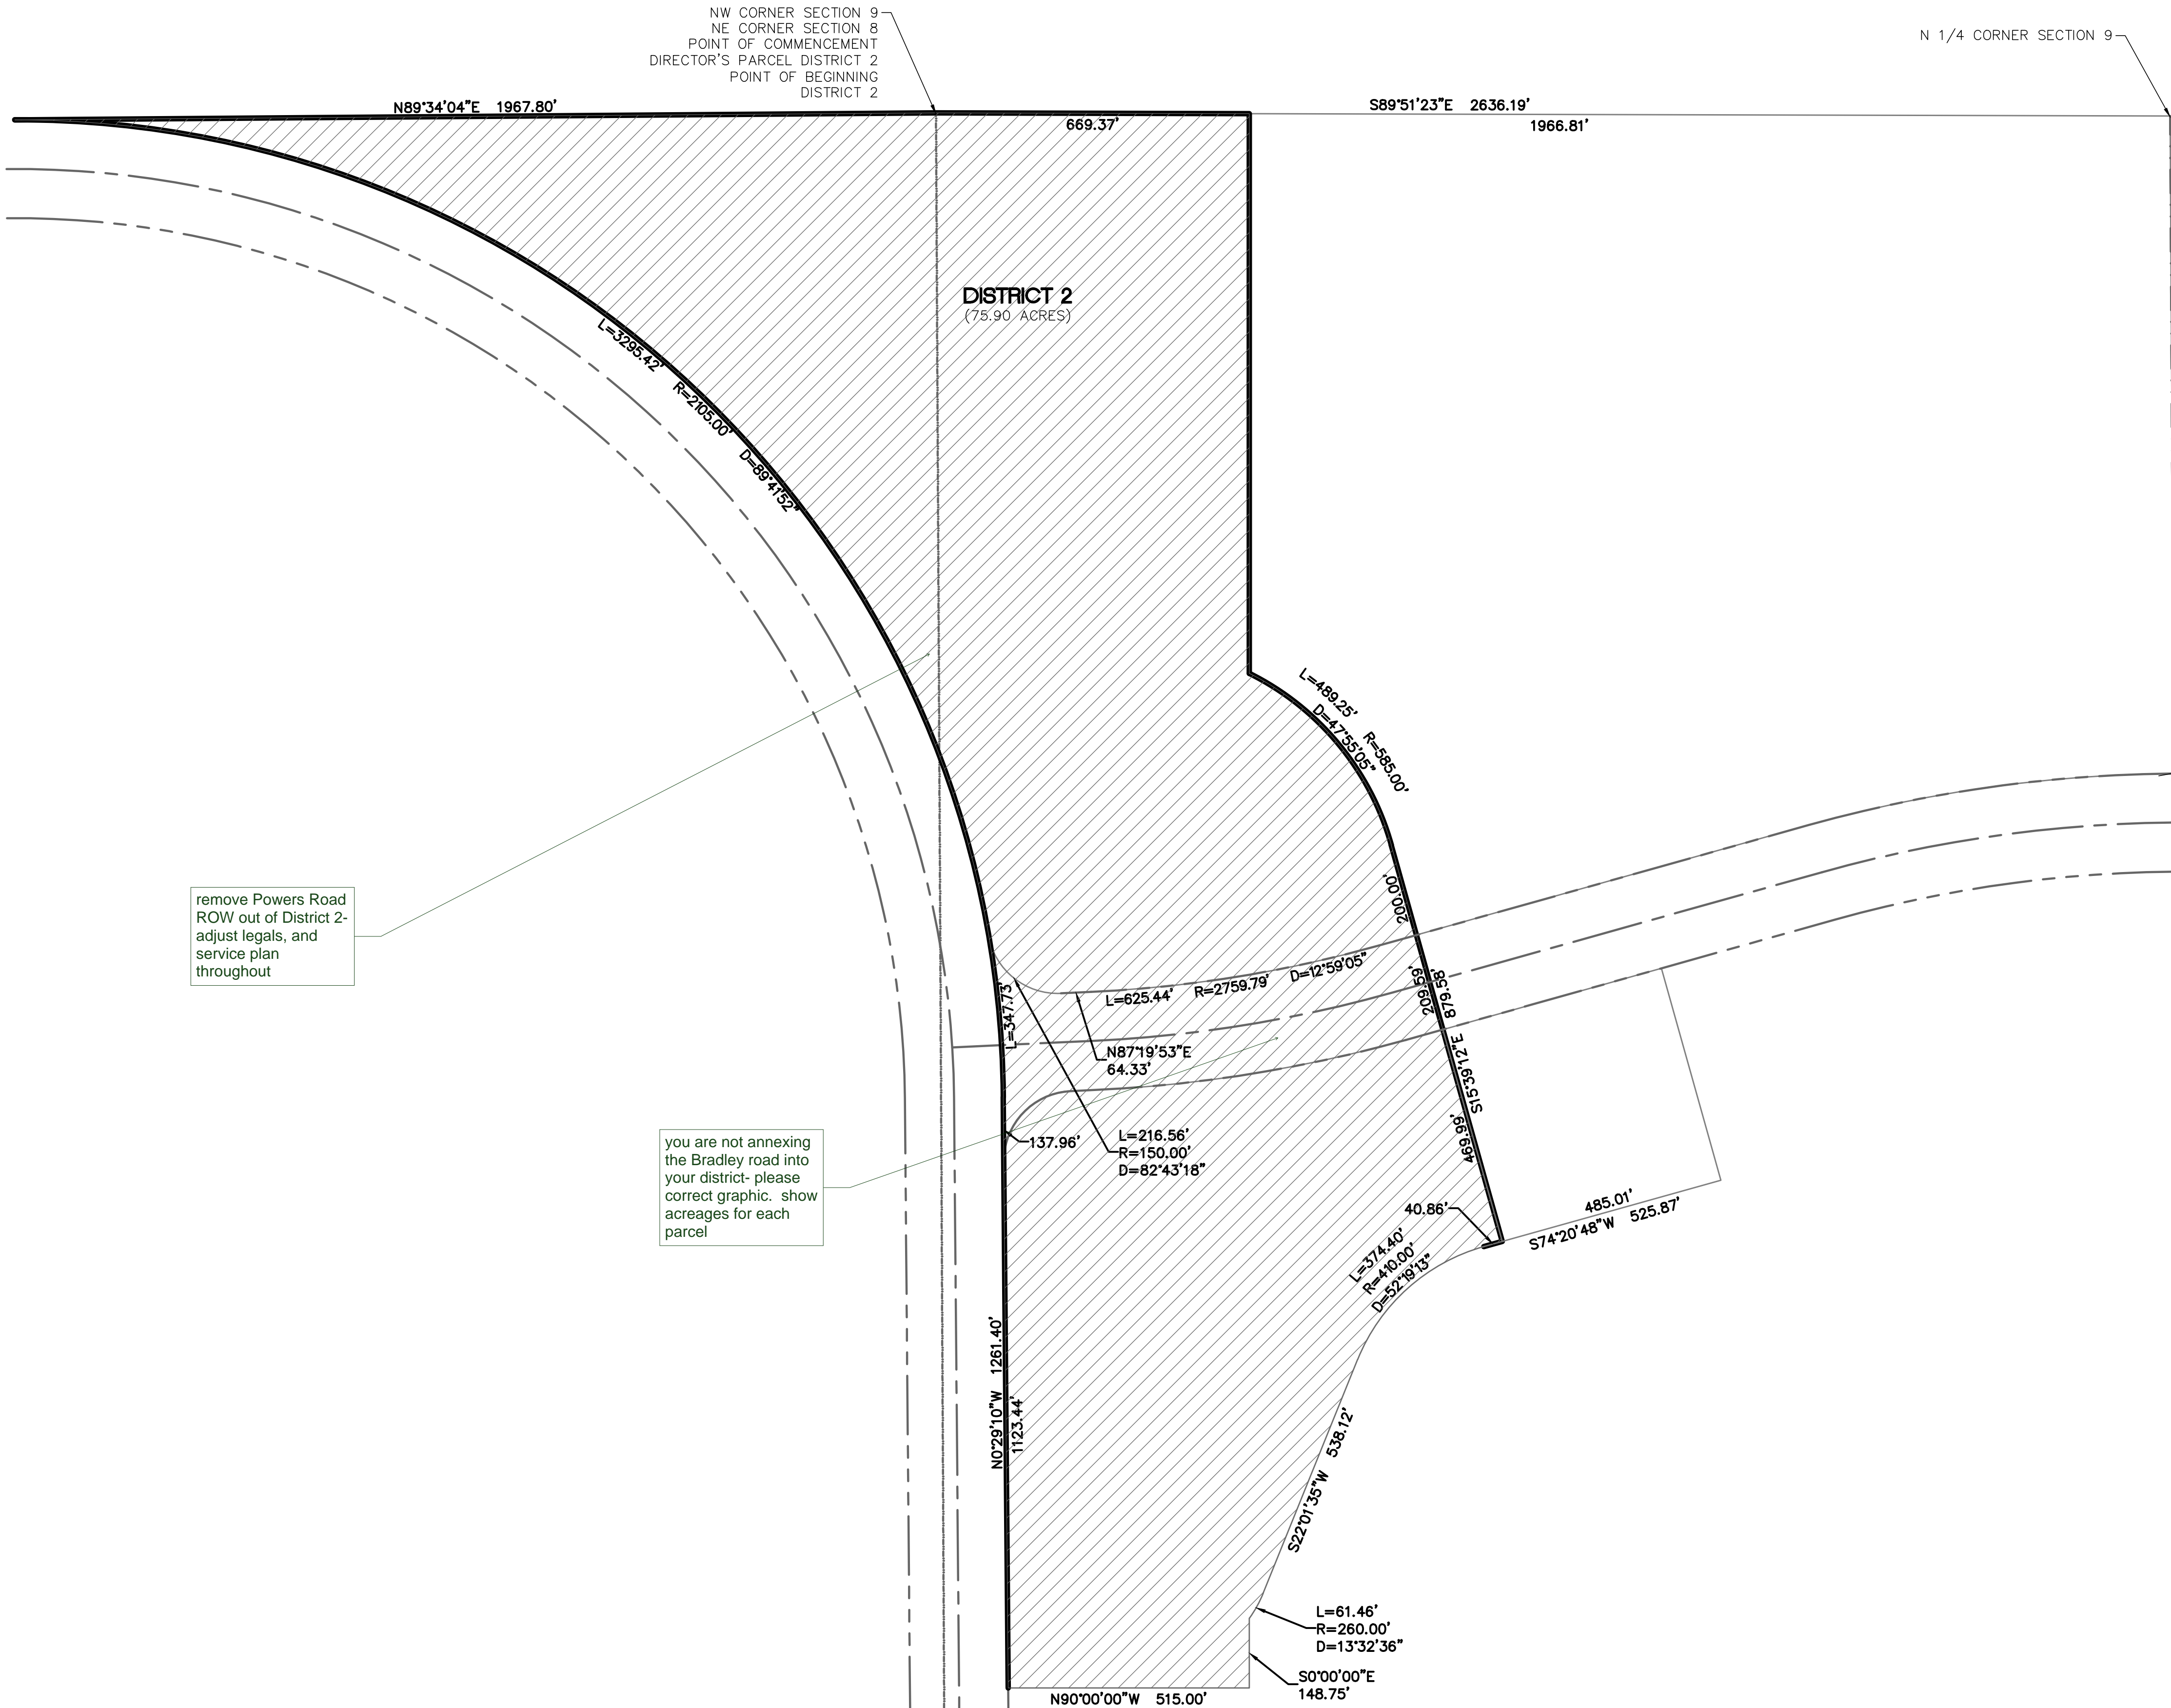 NW CORNER SECTION 9
NE CORNER SECTION 8
POINT OF COMMENCEMENT
DIRECTOR'S PARCEL DISTRICT 2
POINT OF BEGINNING
DISTRICT 2
N 1/4 CORNER SECTION 9
N89°34'04"E 1967.80'
669.37'
S89°51'23"E 2636.19'
1966.81'
DISTRICT 2
(75.90 ACRES)
L=3295.42' R=2105.00' D=89°41'52"
L=489.25' R=585.00'
D=47°55'05"
200.00'
remove Powers Road
ROW out of District 2-
adjust legals, and
service plan
throughout
L=347.73'
L=625.44' R=2759.79' D=12°59'05"
209.59'
S15°39'12"E 879.58'
N87°19'53"E
64.33'
469.99'
you are not annexing
the Bradley road into
your district- please
correct graphic. show
acreages for each
parcel
137.96'
L=216.56'
R=150.00'
D=82°43'18"
40.86'
485.01'
S74°20'48"W 525.87'
L=374.40'
R=410.00'
D=52°19'13"
N0°29'10"W 1261.40'
1123.44'
S22°01'35"W 538.12'
L=61.46'
R=260.00'
D=13°32'36"
S0°00'00"E
148.75'
N90°00'00"W 515.00'